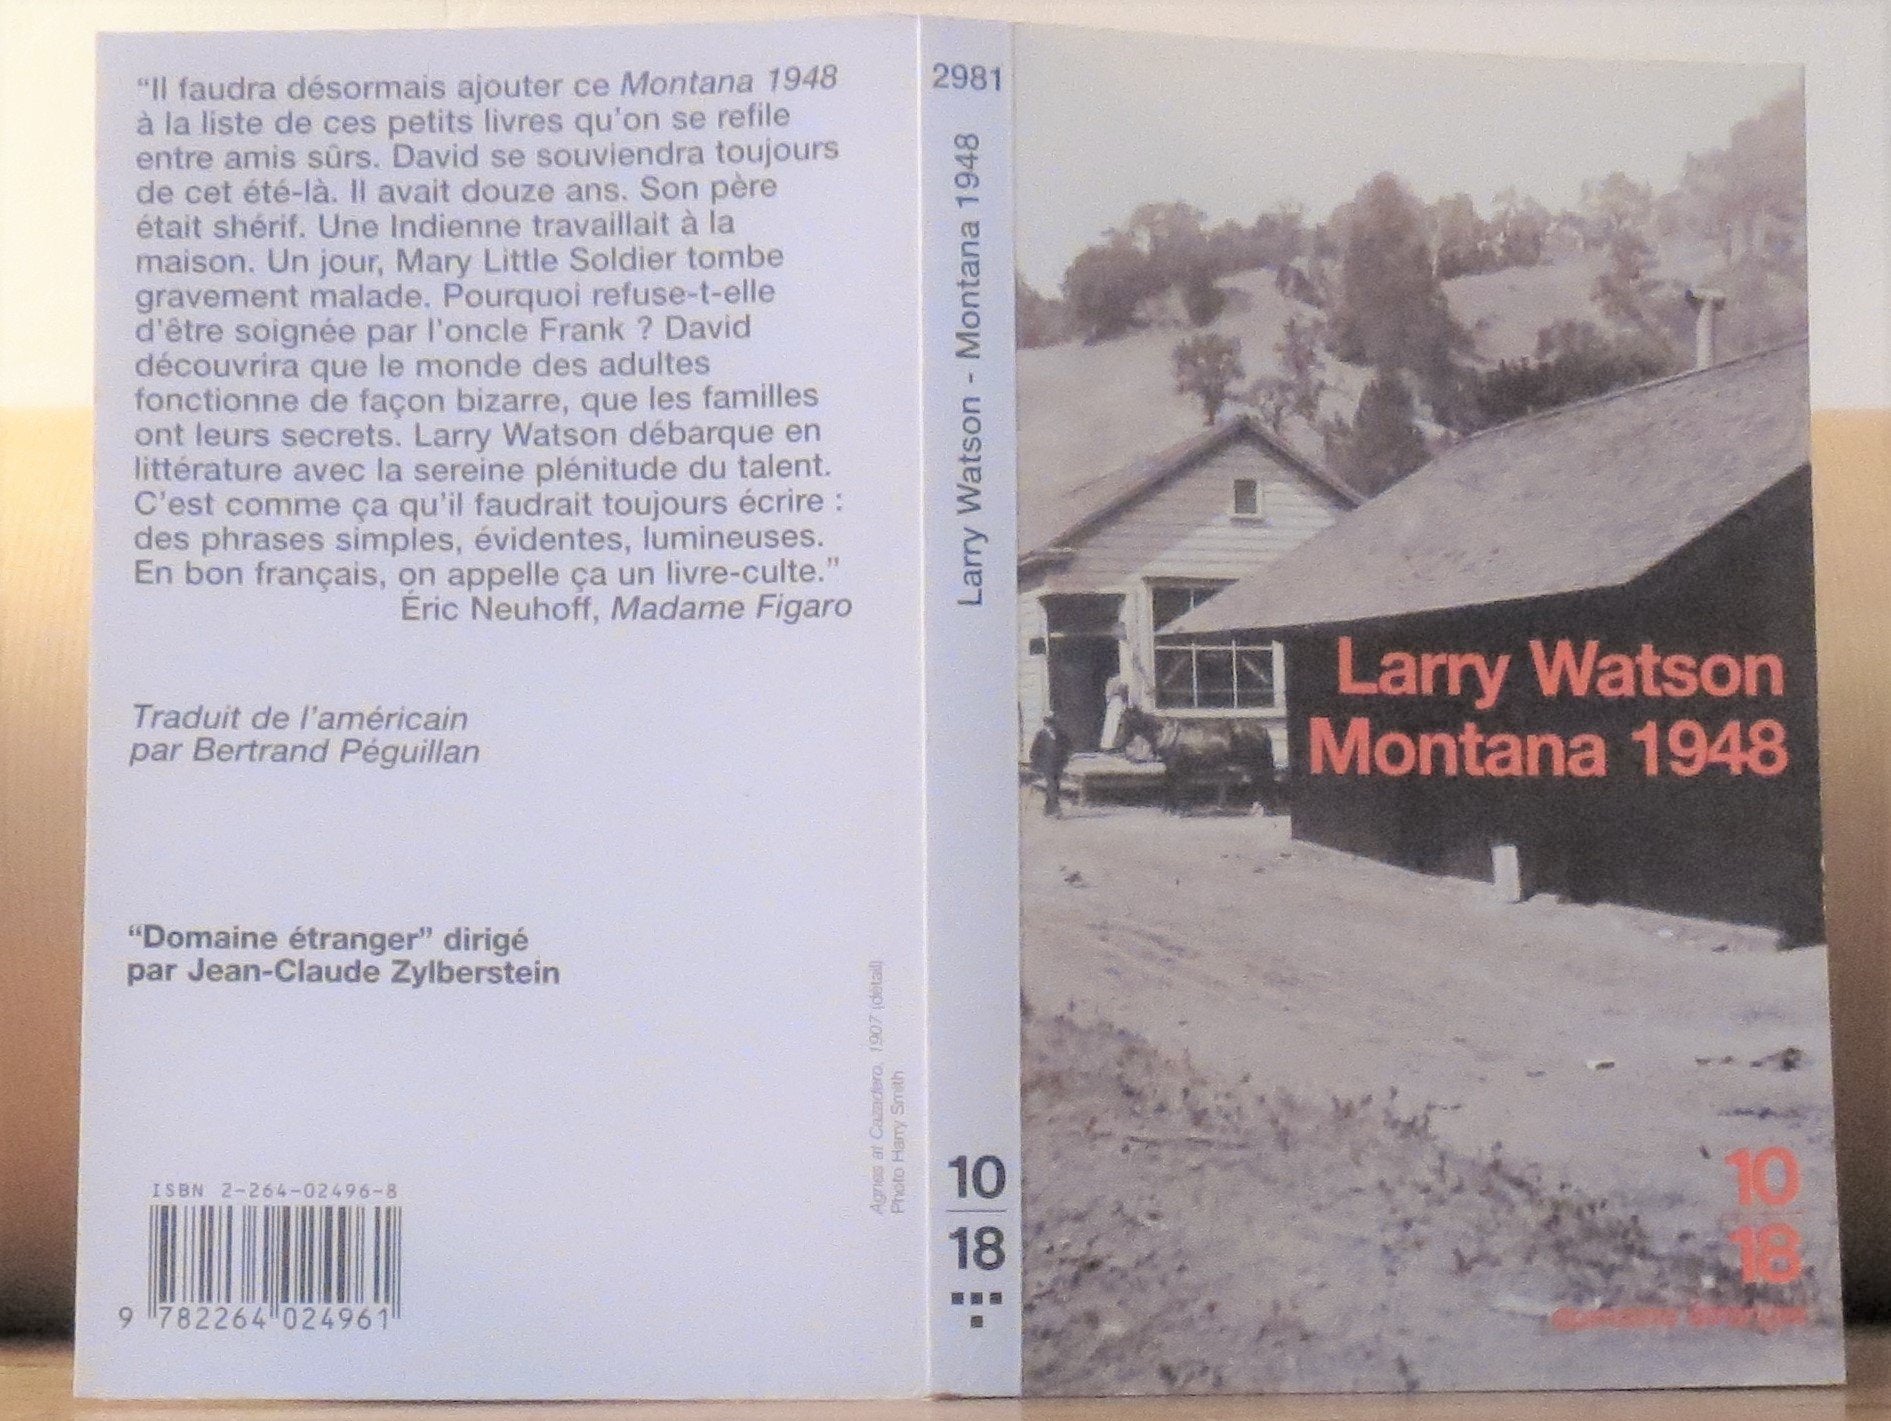 “Il faudra désormais ajouter ce Montana 1948
à la liste de ces petits livres qu'on se refile
entre amis sûrs. David se souviendra toujours
de cet été-là. Il avait douze ans. Son père
était shérif. Une Indienne travaillait à la
maison. Un jour, Mary Little Soldier tombe
gravement malade. Pourquoi refuse-t-elle
d'être soignée par l'oncle Frank ? David
découvrira que le monde des adultes
fonctionne de façon bizarre, que les familles
ont leurs secrets. Larry Watson débarque en
littérature avec la sereine plénitude du talent.
C'est comme ça qu'il faudrait toujours écrire :
des phrases simples, évidentes, lumineuses.
En bon français, on appelle ça un livre-culte.”
Éric Neuhoff, Madame Figaro
Traduit de l'américain
par Bertrand Péguillan
“Domaine étranger” dirigé
par Jean-Claude Zylberstein
Agnes at Cazadero, 1907 (détail)
Photo Harry Smith
ISBN 2-264-02496-8
9 782264 024961
2981
Larry Watson - Montana 1948
10
18
Larry Watson
Montana 1948
10
18
domaine étranger